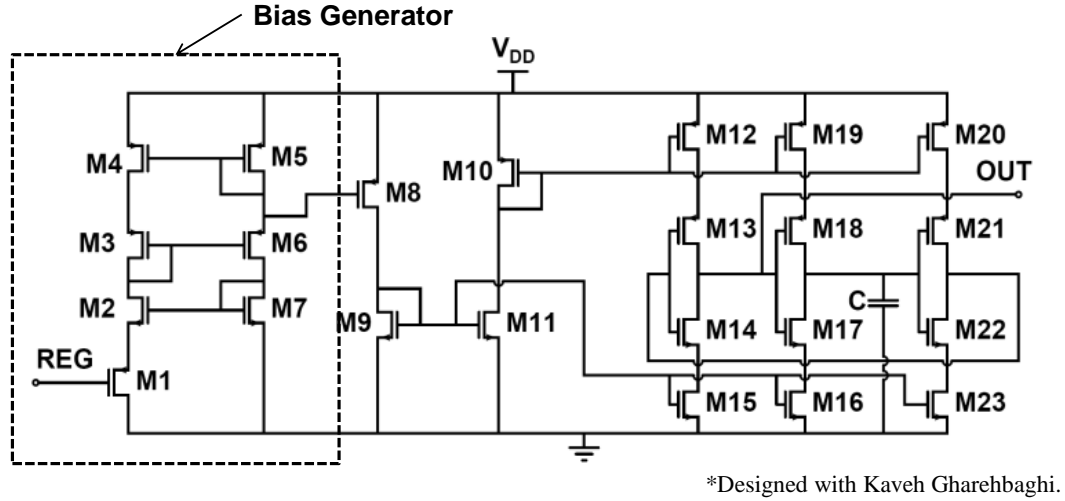 Bias Generator
V_DD
M4
M5
M12
M19
M20
M10
OUT
M8
M3
M6
M13
M18
M21
M2
M7
C
M9
M11
M14
M17
M22
REG
M1
M15
M16
M23
*Designed with Kaveh Gharehbaghi.